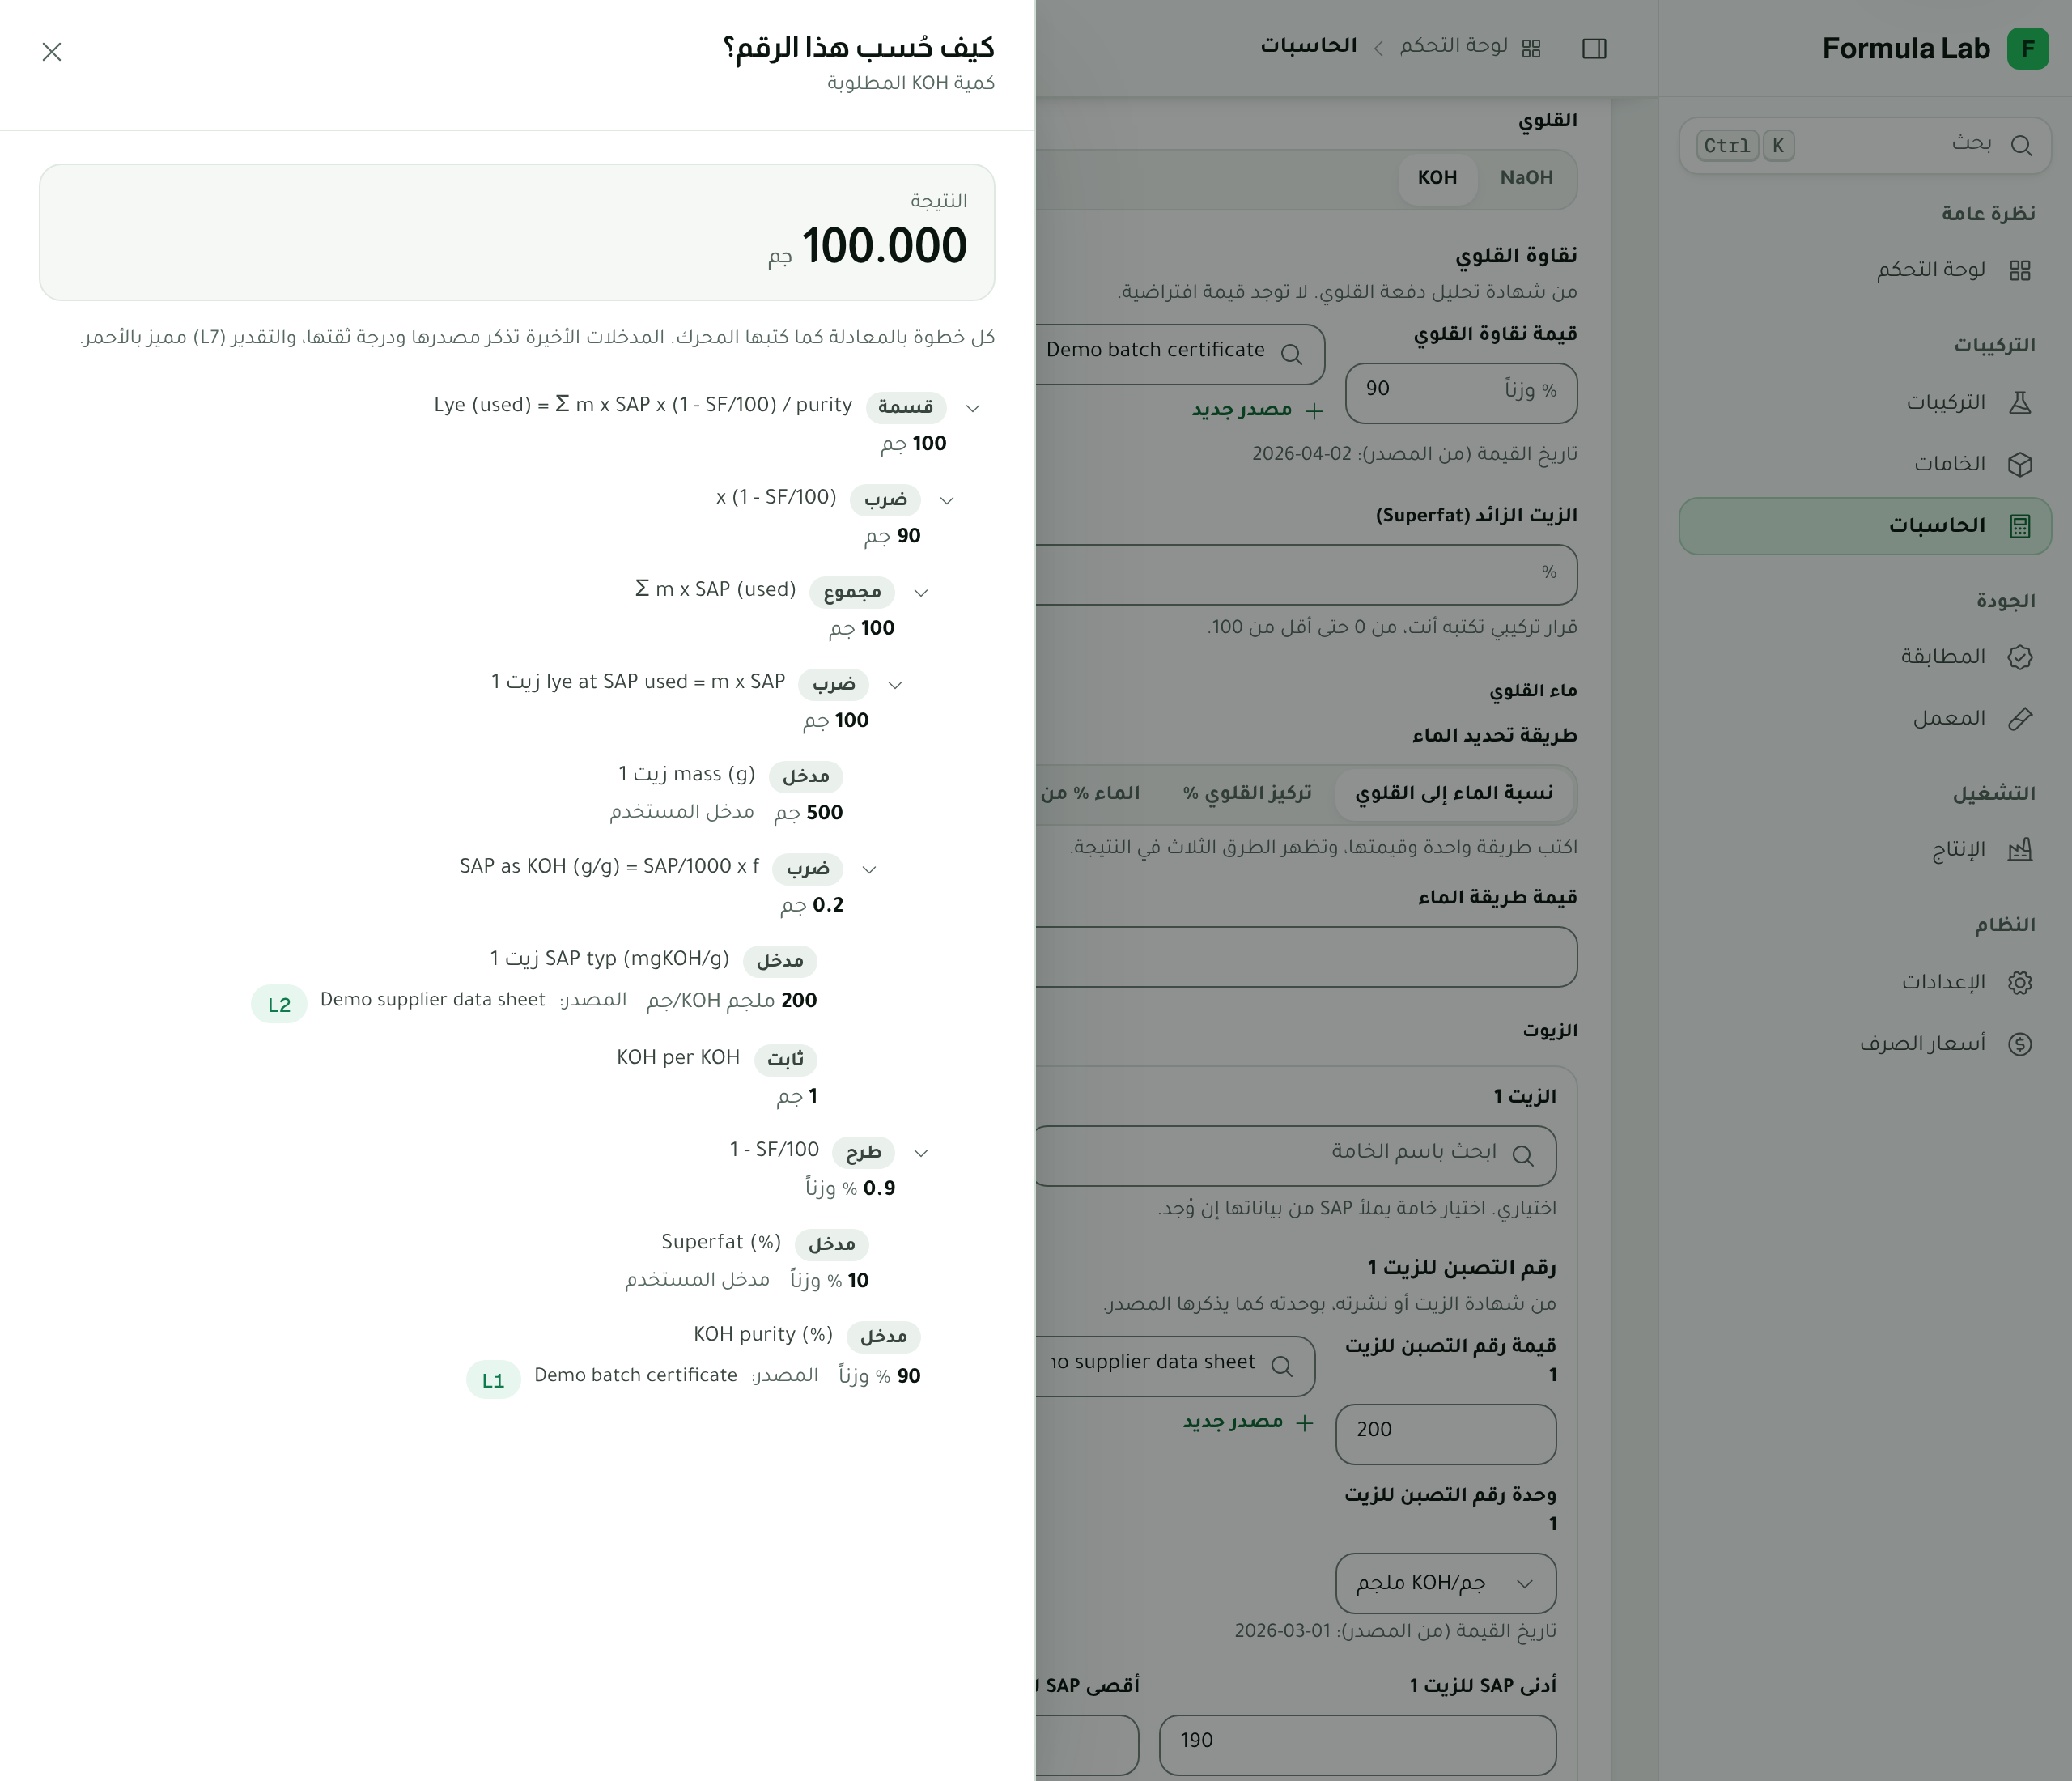 Formula Lab
F
بحث
Ctrl K
نظرة عامة
لوحة التحكم
التركيبات
التركيبات
الخامات
الحاسبات
الجودة
المطابقة
المعمل
التشغيل
الإنتاج
النظام
الإعدادات
أسعار الصرف
لوحة التحكم
الحاسبات
القلوي
NaOH
KOH
نقاوة القلوي
من شهادة تحليل دفعة القلوي. لا توجد قيمة افتراضية.
قيمة نقاوة القلوي
90 % وزناً
Demo batch certificate
+ مصدر جديد
تاريخ القيمة (من المصدر): 2026-04-02
الزيت الزائد (Superfat)
%
قرار تركيبي تكتبه أنت، من 0 حتى أقل من 100.
ماء القلوي
طريقة تحديد الماء
نسبة الماء إلى القلوي
تركيز القلوي %
الماء % من
اكتب طريقة واحدة وقيمتها، وتظهر الطرق الثلاث في النتيجة.
قيمة طريقة الماء
الزيوت
الزيت 1
ابحث باسم الخامة
اختياري. اختيار خامة يملأ SAP من بياناتها إن وُجد.
رقم التصبن للزيت 1
من شهادة الزيت أو نشرته، بوحدته كما يذكرها المصدر.
قيمة رقم التصبن للزيت
1
200
supplier data sheet
+ مصدر جديد
وحدة رقم التصبن للزيت
1
ملجم KOH/جم
تاريخ القيمة (من المصدر): 2026-03-01
أدنى SAP للزيت 1
190
أقصى SAP
كيف حُسب هذا الرقم؟
كمية KOH المطلوبة
النتيجة
100.000 جم
كل خطوة بالمعادلة كما كتبها المحرك. المدخلات الأخيرة تذكر مصدرها ودرجة ثقتها، والتقدير (L7) مميز بالأحمر.
قسمة Lye (used) = Σ m x SAP x (1 - SF/100) / purity
100 جم
ضرب x (1 - SF/100)
90 جم
مجموع Σ m x SAP (used)
100 جم
ضرب lye at SAP used = m x SAP زيت 1
100 جم
مدخل mass (g) زيت 1
500 جم مدخل المستخدم
ضرب SAP as KOH (g/g) = SAP/1000 x f
0.2 جم
مدخل SAP typ (mgKOH/g) زيت 1
200 ملجم KOH/جم المصدر: Demo supplier data sheet L2
ثابت KOH per KOH
1 جم
طرح 1 - SF/100
0.9 % وزناً
مدخل Superfat (%)
10 % وزناً مدخل المستخدم
مدخل KOH purity (%)
90 % وزناً المصدر: Demo batch certificate L1